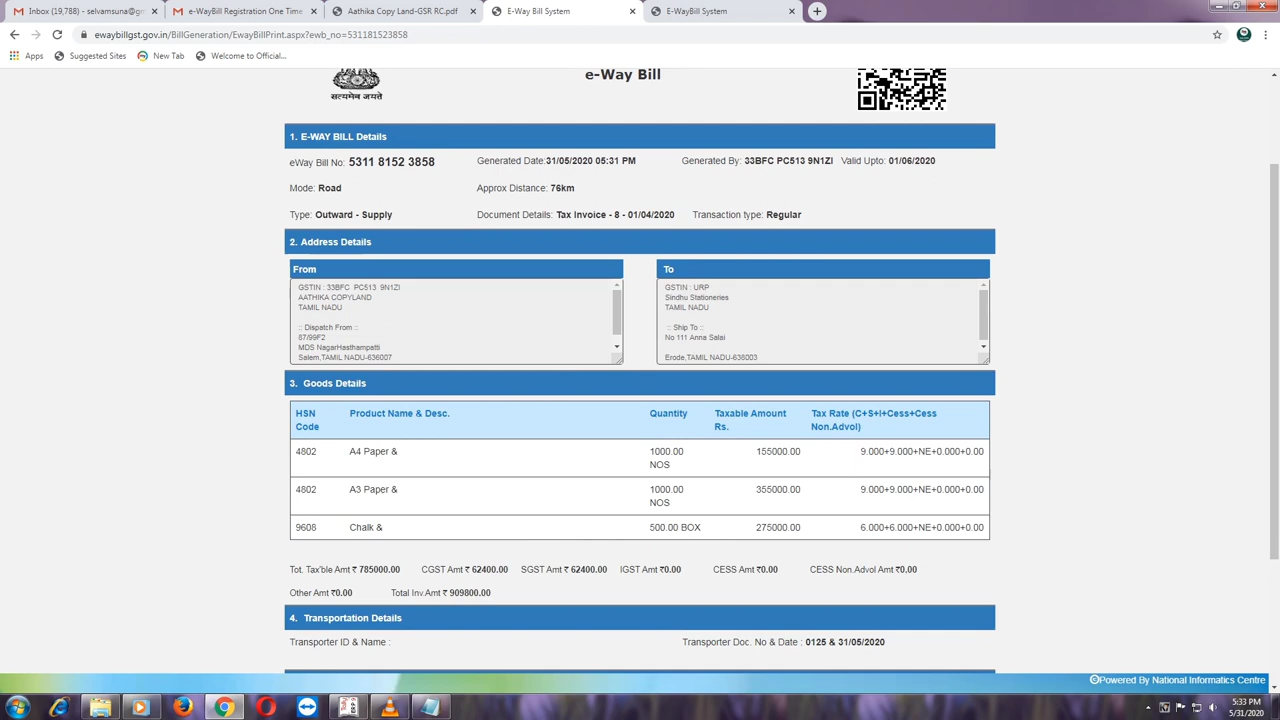 Inbox (19,788) - selvamsuna@gm
e-WayBill Registration One Time
Aathika Copy Land-GSR RC.pdf
E-Way Bill System
E-WayBill System
ewaybillgst.gov.in/BillGeneration/EwayBillPrint.aspx?ewb_no=531181523858
Apps
Suggested Sites
New Tab
Welcome to Official...
सत्यमेव जयते
e-Way Bill
1. E-WAY BILL Details
eWay Bill No: 5311 8152 3858 Generated Date:31/05/2020 05:31 PM Generated By: 33BFC PC513 9N1ZI Valid Upto: 01/06/2020
Mode: Road Approx Distance: 76km
Type: Outward - Supply Document Details: Tax Invoice - 8 - 01/04/2020 Transaction type: Regular
2. Address Details
From
GSTIN : 33BFC PC513 9N1ZI
AATHIKA COPYLAND
TAMIL NADU
:: Dispatch From ::
87/99F2
MDS NagarHasthampatti
Salem,TAMIL NADU-636007
To
GSTIN : URP
Sindhu Stationeries
TAMIL NADU
:: Ship To ::
No 111 Anna Salai
Erode,TAMIL NADU-638003
3. Goods Details
HSN Code Product Name & Desc. Quantity Taxable Amount Rs. Tax Rate (C+S+I+Cess+Cess Non.Advol)
4802 A4 Paper & 1000.00 NOS 155000.00 9.000+9.000+NE+0.000+0.00
4802 A3 Paper & 1000.00 NOS 355000.00 9.000+9.000+NE+0.000+0.00
9608 Chalk & 500.00 BOX 275000.00 6.000+6.000+NE+0.000+0.00
Tot. Tax'ble Amt ₹ 785000.00 CGST Amt ₹ 62400.00 SGST Amt ₹ 62400.00 IGST Amt ₹0.00 CESS Amt ₹0.00 CESS Non.Advol Amt ₹0.00
Other Amt ₹0.00 Total Inv.Amt ₹ 909800.00
4. Transportation Details
Transporter ID & Name : Transporter Doc. No & Date : 0125 & 31/05/2020
Powered By National Informatics Centre
5:33 PM
5/31/2020